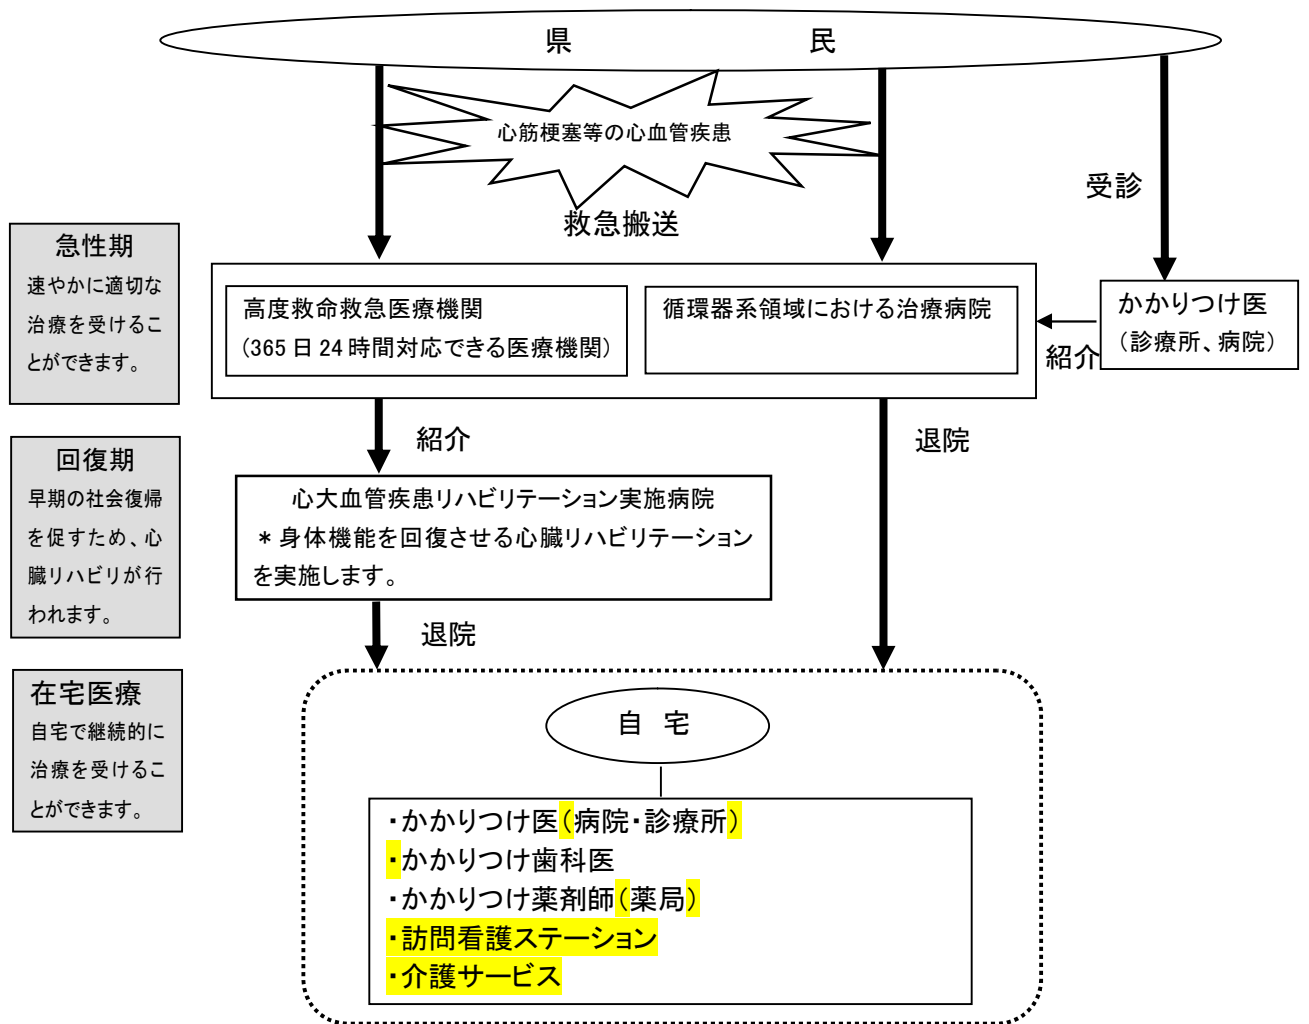 県 民
心筋梗塞等の心血管疾患
受診
救急搬送
急性期
速やかに適切な
治療を受けるこ
とができます。
高度救命救急医療機関
(365日24時間対応できる医療機関)
循環器系領域における治療病院
かかりつけ医
(診療所、病院)
紹介
紹介
退院
回復期
早期の社会復帰
を促すため、心
臓リハビリが行
われます。
心大血管疾患リハビリテーション実施病院
*身体機能を回復させる心臓リハビリテーション
を実施します。
退院
在宅医療
自宅で継続的に
治療を受けるこ
とができます。
自 宅
・かかりつけ医(病院・診療所)
・かかりつけ歯科医
・かかりつけ薬剤師(薬局)
・訪問看護ステーション
・介護サービス